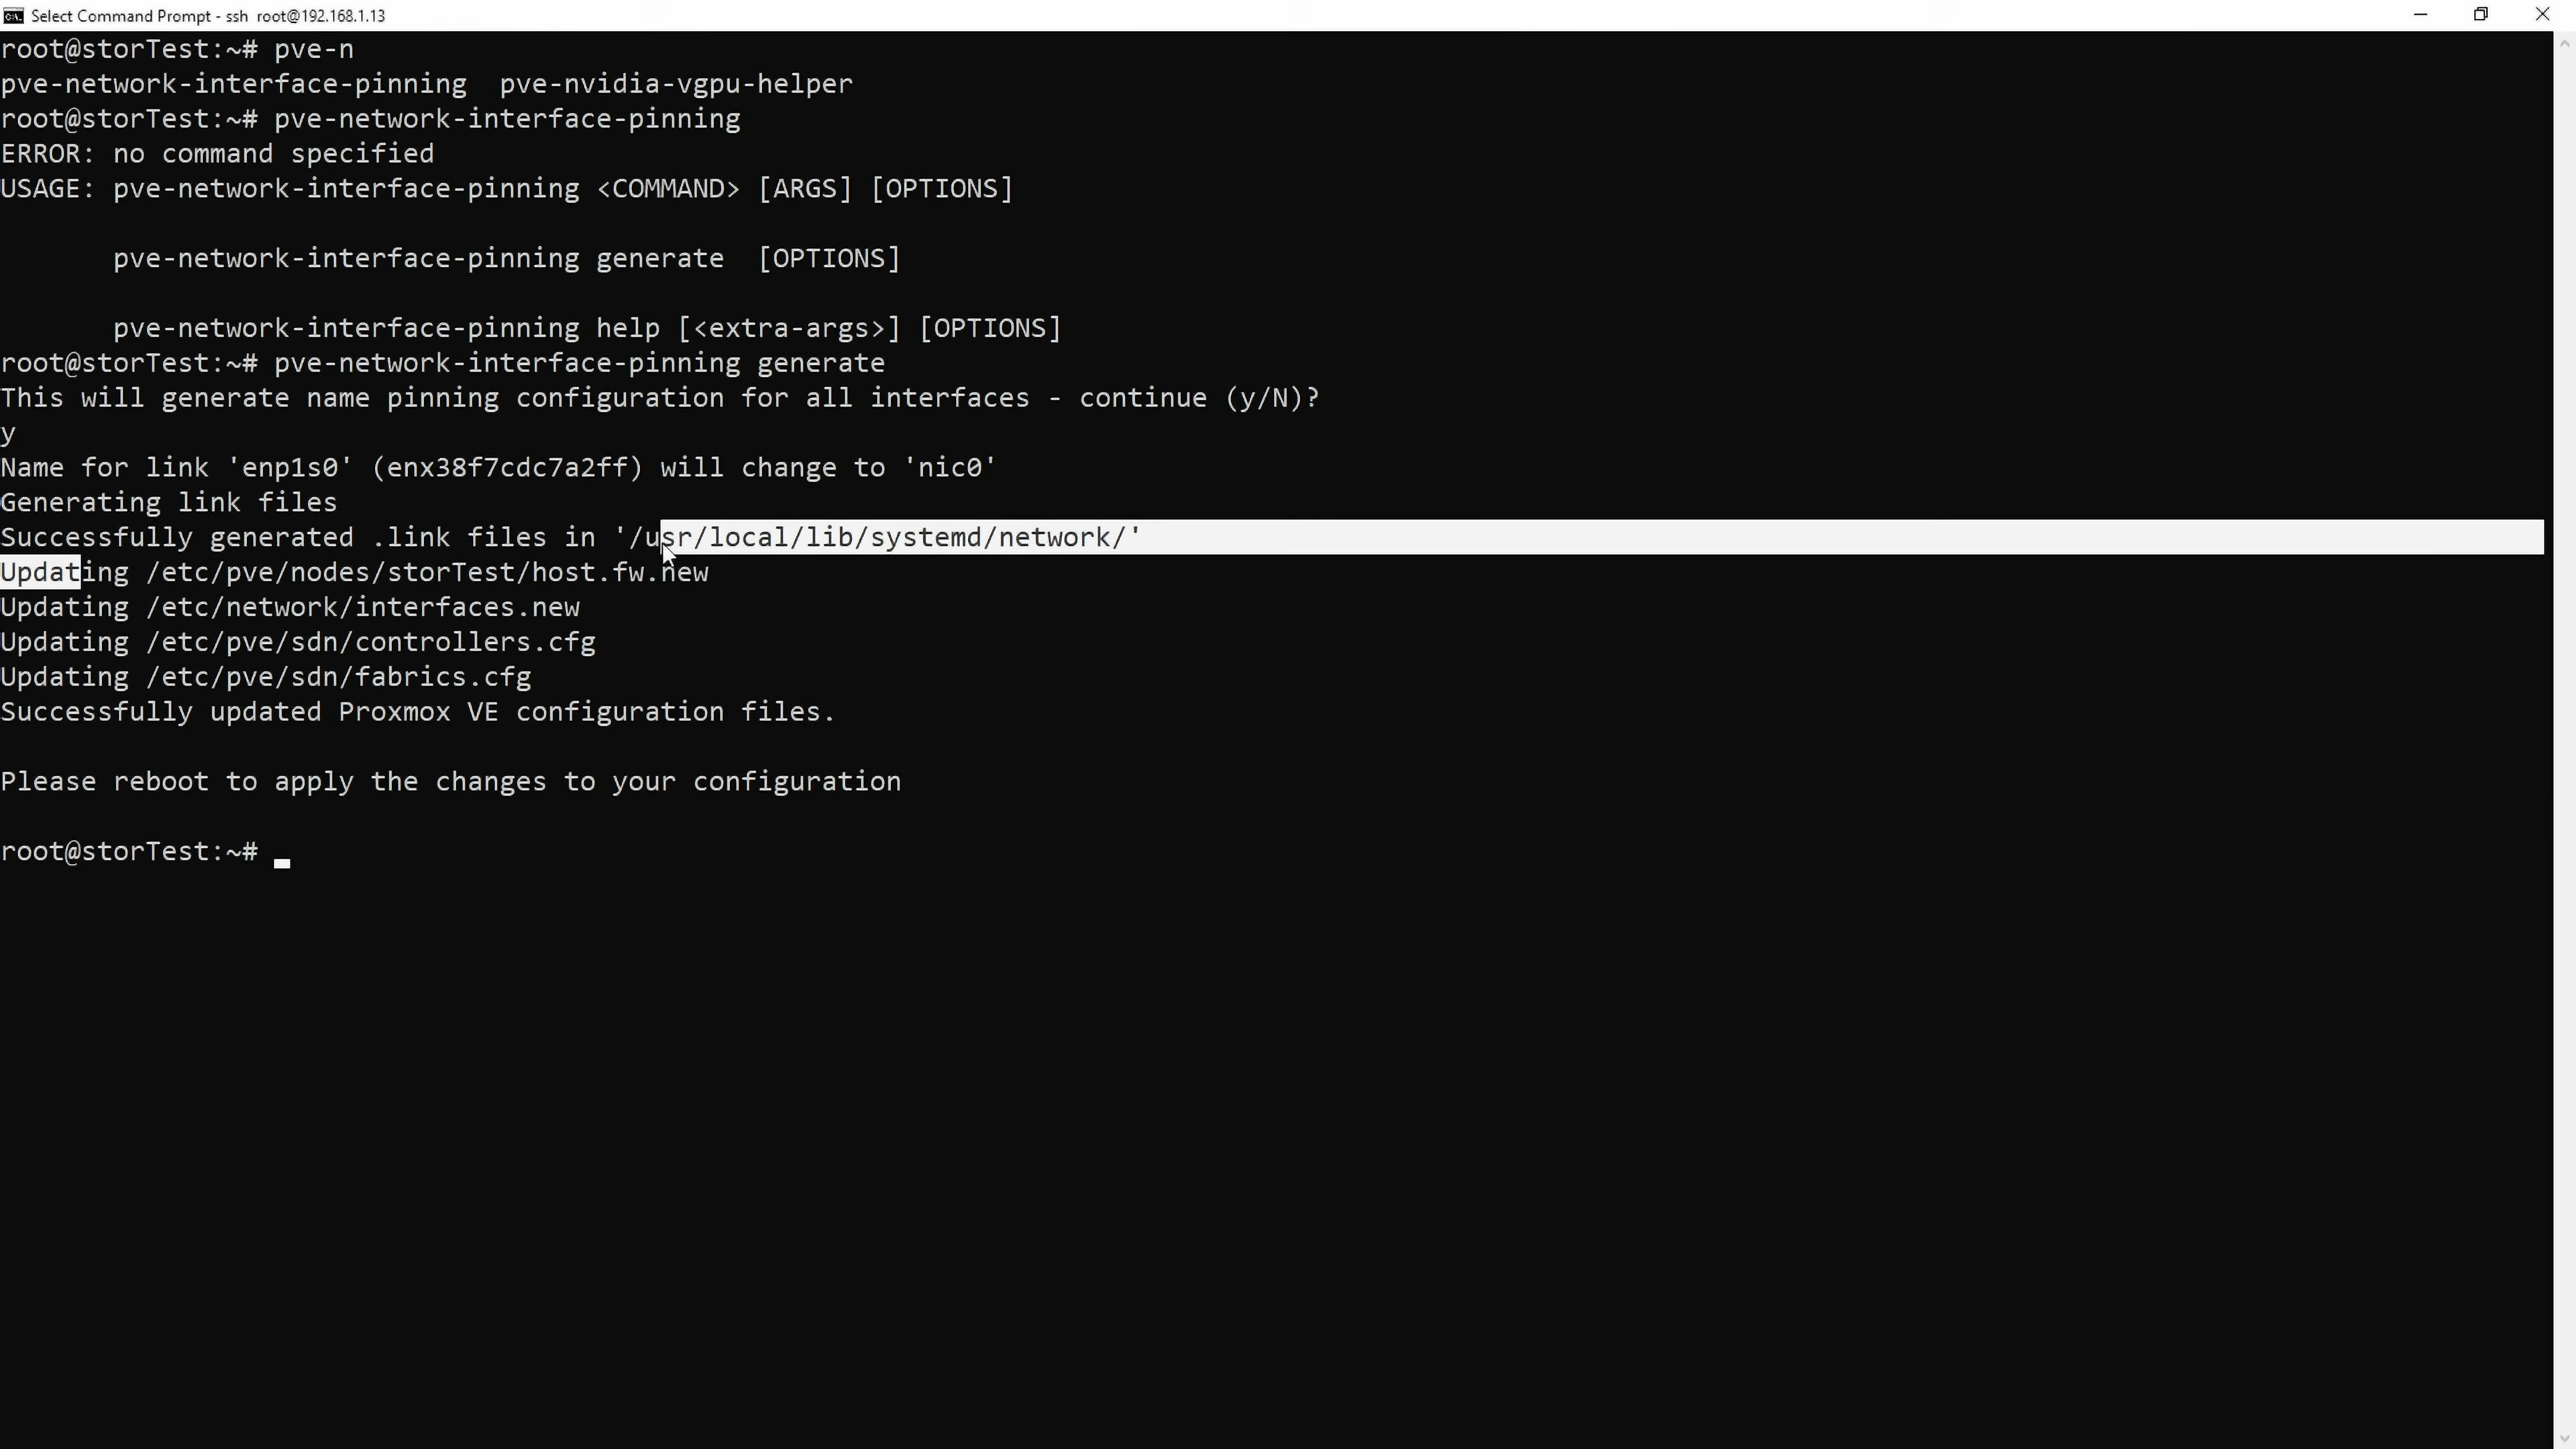 Select Command Prompt - ssh root@192.168.1.13
root@storTest:~# pve-n
pve-network-interface-pinning  pve-nvidia-vgpu-helper
root@storTest:~# pve-network-interface-pinning
ERROR: no command specified
USAGE: pve-network-interface-pinning <COMMAND> [ARGS] [OPTIONS]
pve-network-interface-pinning generate  [OPTIONS]
pve-network-interface-pinning help [<extra-args>] [OPTIONS]
root@storTest:~# pve-network-interface-pinning generate
This will generate name pinning configuration for all interfaces - continue (y/N)?
y
Name for link 'enp1s0' (enx38f7cdc7a2ff) will change to 'nic0'
Generating link files
Successfully generated .link files in '/usr/local/lib/systemd/network/'
Updating /etc/pve/nodes/storTest/host.fw.new
Updating /etc/network/interfaces.new
Updating /etc/pve/sdn/controllers.cfg
Updating /etc/pve/sdn/fabrics.cfg
Successfully updated Proxmox VE configuration files.
Please reboot to apply the changes to your configuration
root@storTest:~#